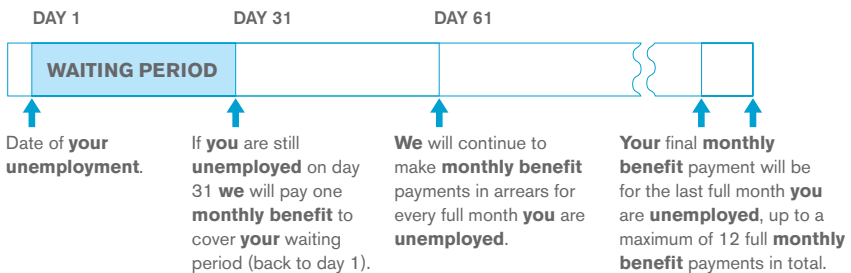 DAY 1
DAY 31
DAY 61
WAITING PERIOD
Date of your
unemployment.
If you are still
unemployed on day
31 we will pay one
monthly benefit to
cover your waiting
period (back to day 1).
We will continue to
make monthly benefit
payments in arrears for
every full month you are
unemployed.
Your final monthly
benefit payment will be
for the last full month you
are unemployed, up to a
maximum of 12 full monthly
benefit payments in total.